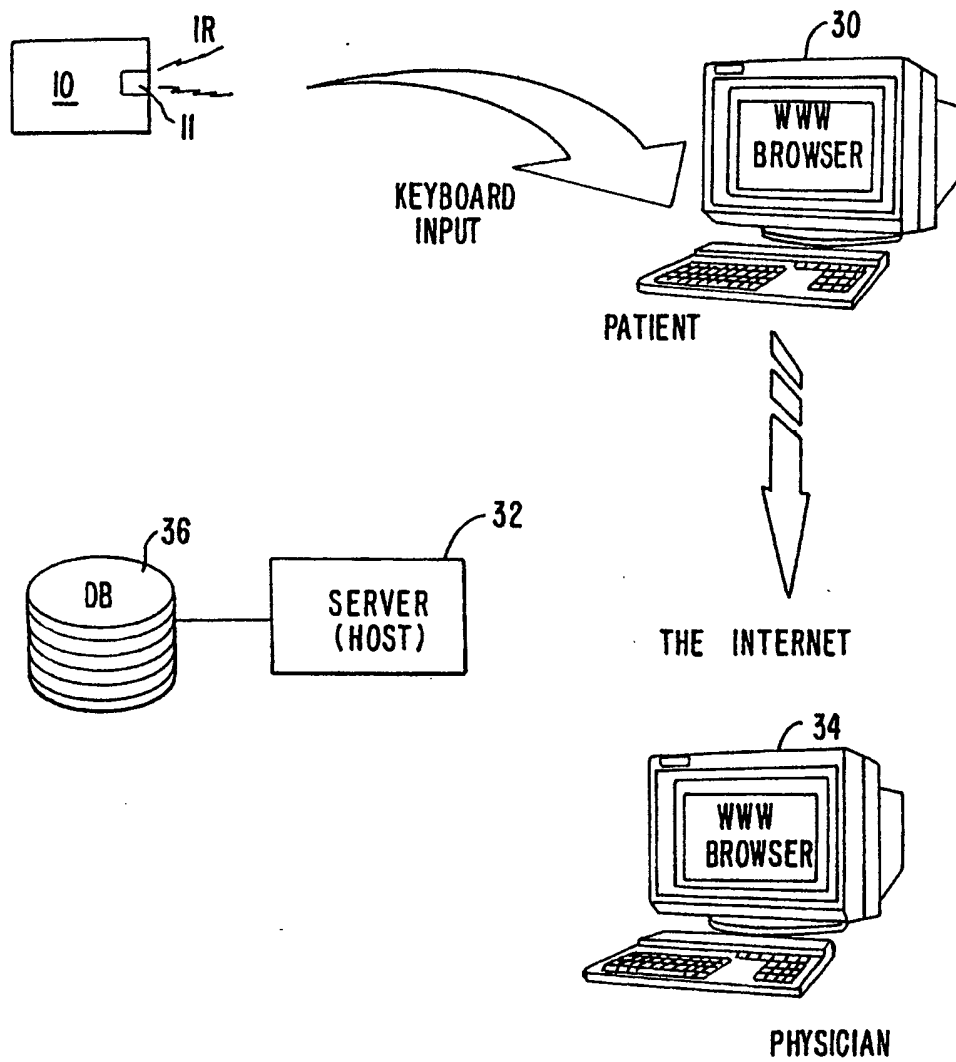 IR
10
11
KEYBOARD
INPUT
30
WWW
BROWSER
PATIENT
36
DB
32
SERVER
(HOST)
THE INTERNET
34
WWW
BROWSER
PHYSICIAN